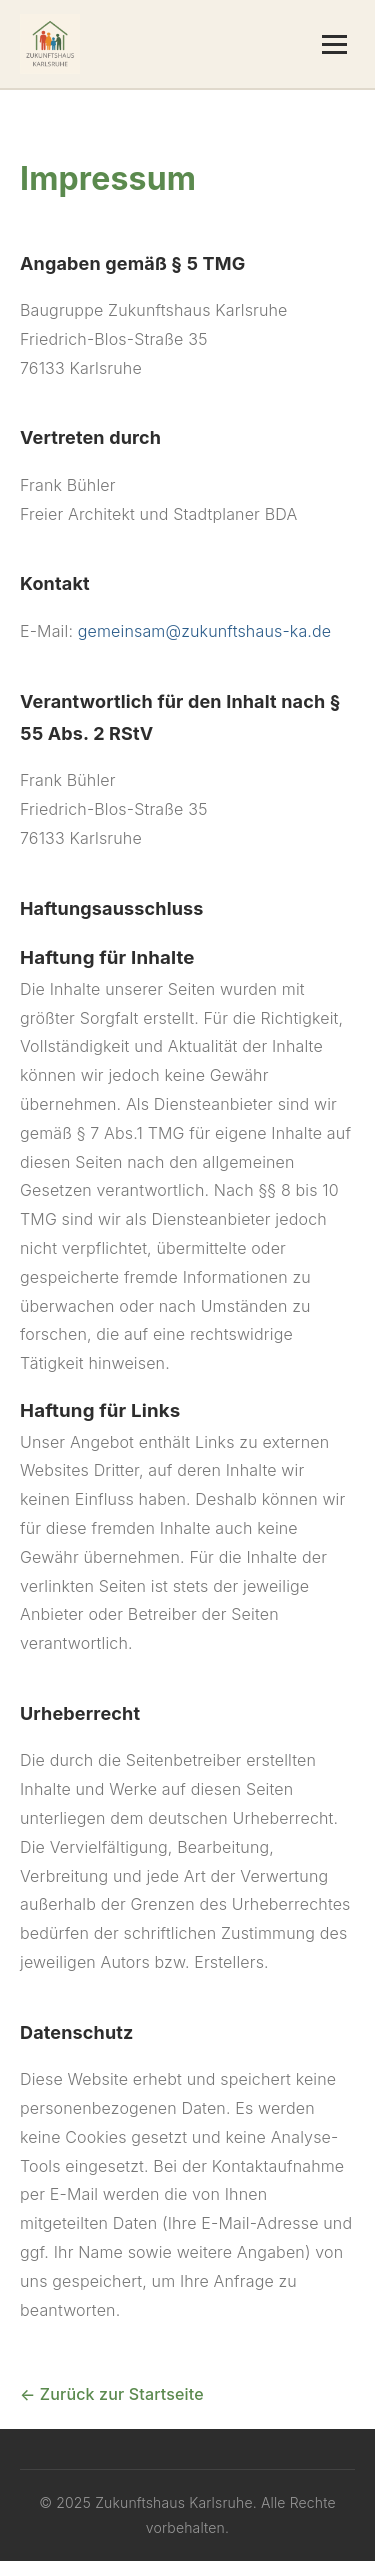 ZUKUNFTSHAUS
KARLSRUHE
Impressum
Angaben gemäß § 5 TMG
Baugruppe Zukunftshaus Karlsruhe
Friedrich-Blos-Straße 35
76133 Karlsruhe
Vertreten durch
Frank Bühler
Freier Architekt und Stadtplaner BDA
Kontakt
E-Mail: gemeinsam@zukunftshaus-ka.de
Verantwortlich für den Inhalt nach §
55 Abs. 2 RStV
Frank Bühler
Friedrich-Blos-Straße 35
76133 Karlsruhe
Haftungsausschluss
Haftung für Inhalte
Die Inhalte unserer Seiten wurden mit
größter Sorgfalt erstellt. Für die Richtigkeit,
Vollständigkeit und Aktualität der Inhalte
können wir jedoch keine Gewähr
übernehmen. Als Diensteanbieter sind wir
gemäß § 7 Abs.1 TMG für eigene Inhalte auf
diesen Seiten nach den allgemeinen
Gesetzen verantwortlich. Nach §§ 8 bis 10
TMG sind wir als Diensteanbieter jedoch
nicht verpflichtet, übermittelte oder
gespeicherte fremde Informationen zu
überwachen oder nach Umständen zu
forschen, die auf eine rechtswidrige
Tätigkeit hinweisen.
Haftung für Links
Unser Angebot enthält Links zu externen
Websites Dritter, auf deren Inhalte wir
keinen Einfluss haben. Deshalb können wir
für diese fremden Inhalte auch keine
Gewähr übernehmen. Für die Inhalte der
verlinkten Seiten ist stets der jeweilige
Anbieter oder Betreiber der Seiten
verantwortlich.
Urheberrecht
Die durch die Seitenbetreiber erstellten
Inhalte und Werke auf diesen Seiten
unterliegen dem deutschen Urheberrecht.
Die Vervielfältigung, Bearbeitung,
Verbreitung und jede Art der Verwertung
außerhalb der Grenzen des Urheberrechtes
bedürfen der schriftlichen Zustimmung des
jeweiligen Autors bzw. Erstellers.
Datenschutz
Diese Website erhebt und speichert keine
personenbezogenen Daten. Es werden
keine Cookies gesetzt und keine Analyse-
Tools eingesetzt. Bei der Kontaktaufnahme
per E-Mail werden die von Ihnen
mitgeteilten Daten (Ihre E-Mail-Adresse und
ggf. Ihr Name sowie weitere Angaben) von
uns gespeichert, um Ihre Anfrage zu
beantworten.
← Zurück zur Startseite
© 2025 Zukunftshaus Karlsruhe. Alle Rechte
vorbehalten.